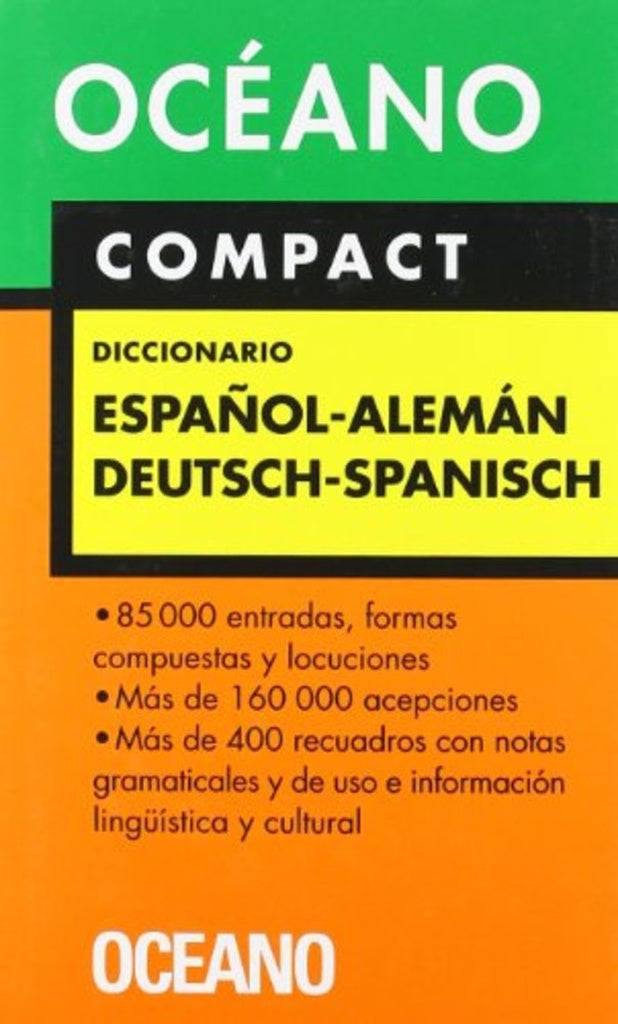 OCÉANO
COMPACT
DICCIONARIO
ESPAÑOL-ALEMÁN
DEUTSCH-SPANISCH
•85 000 entradas, formas
compuestas y locuciones
•Más de 160 000 acepciones
•Más de 400 recuadros con notas
gramaticales y de uso e información
lingüística y cultural
OCEANO